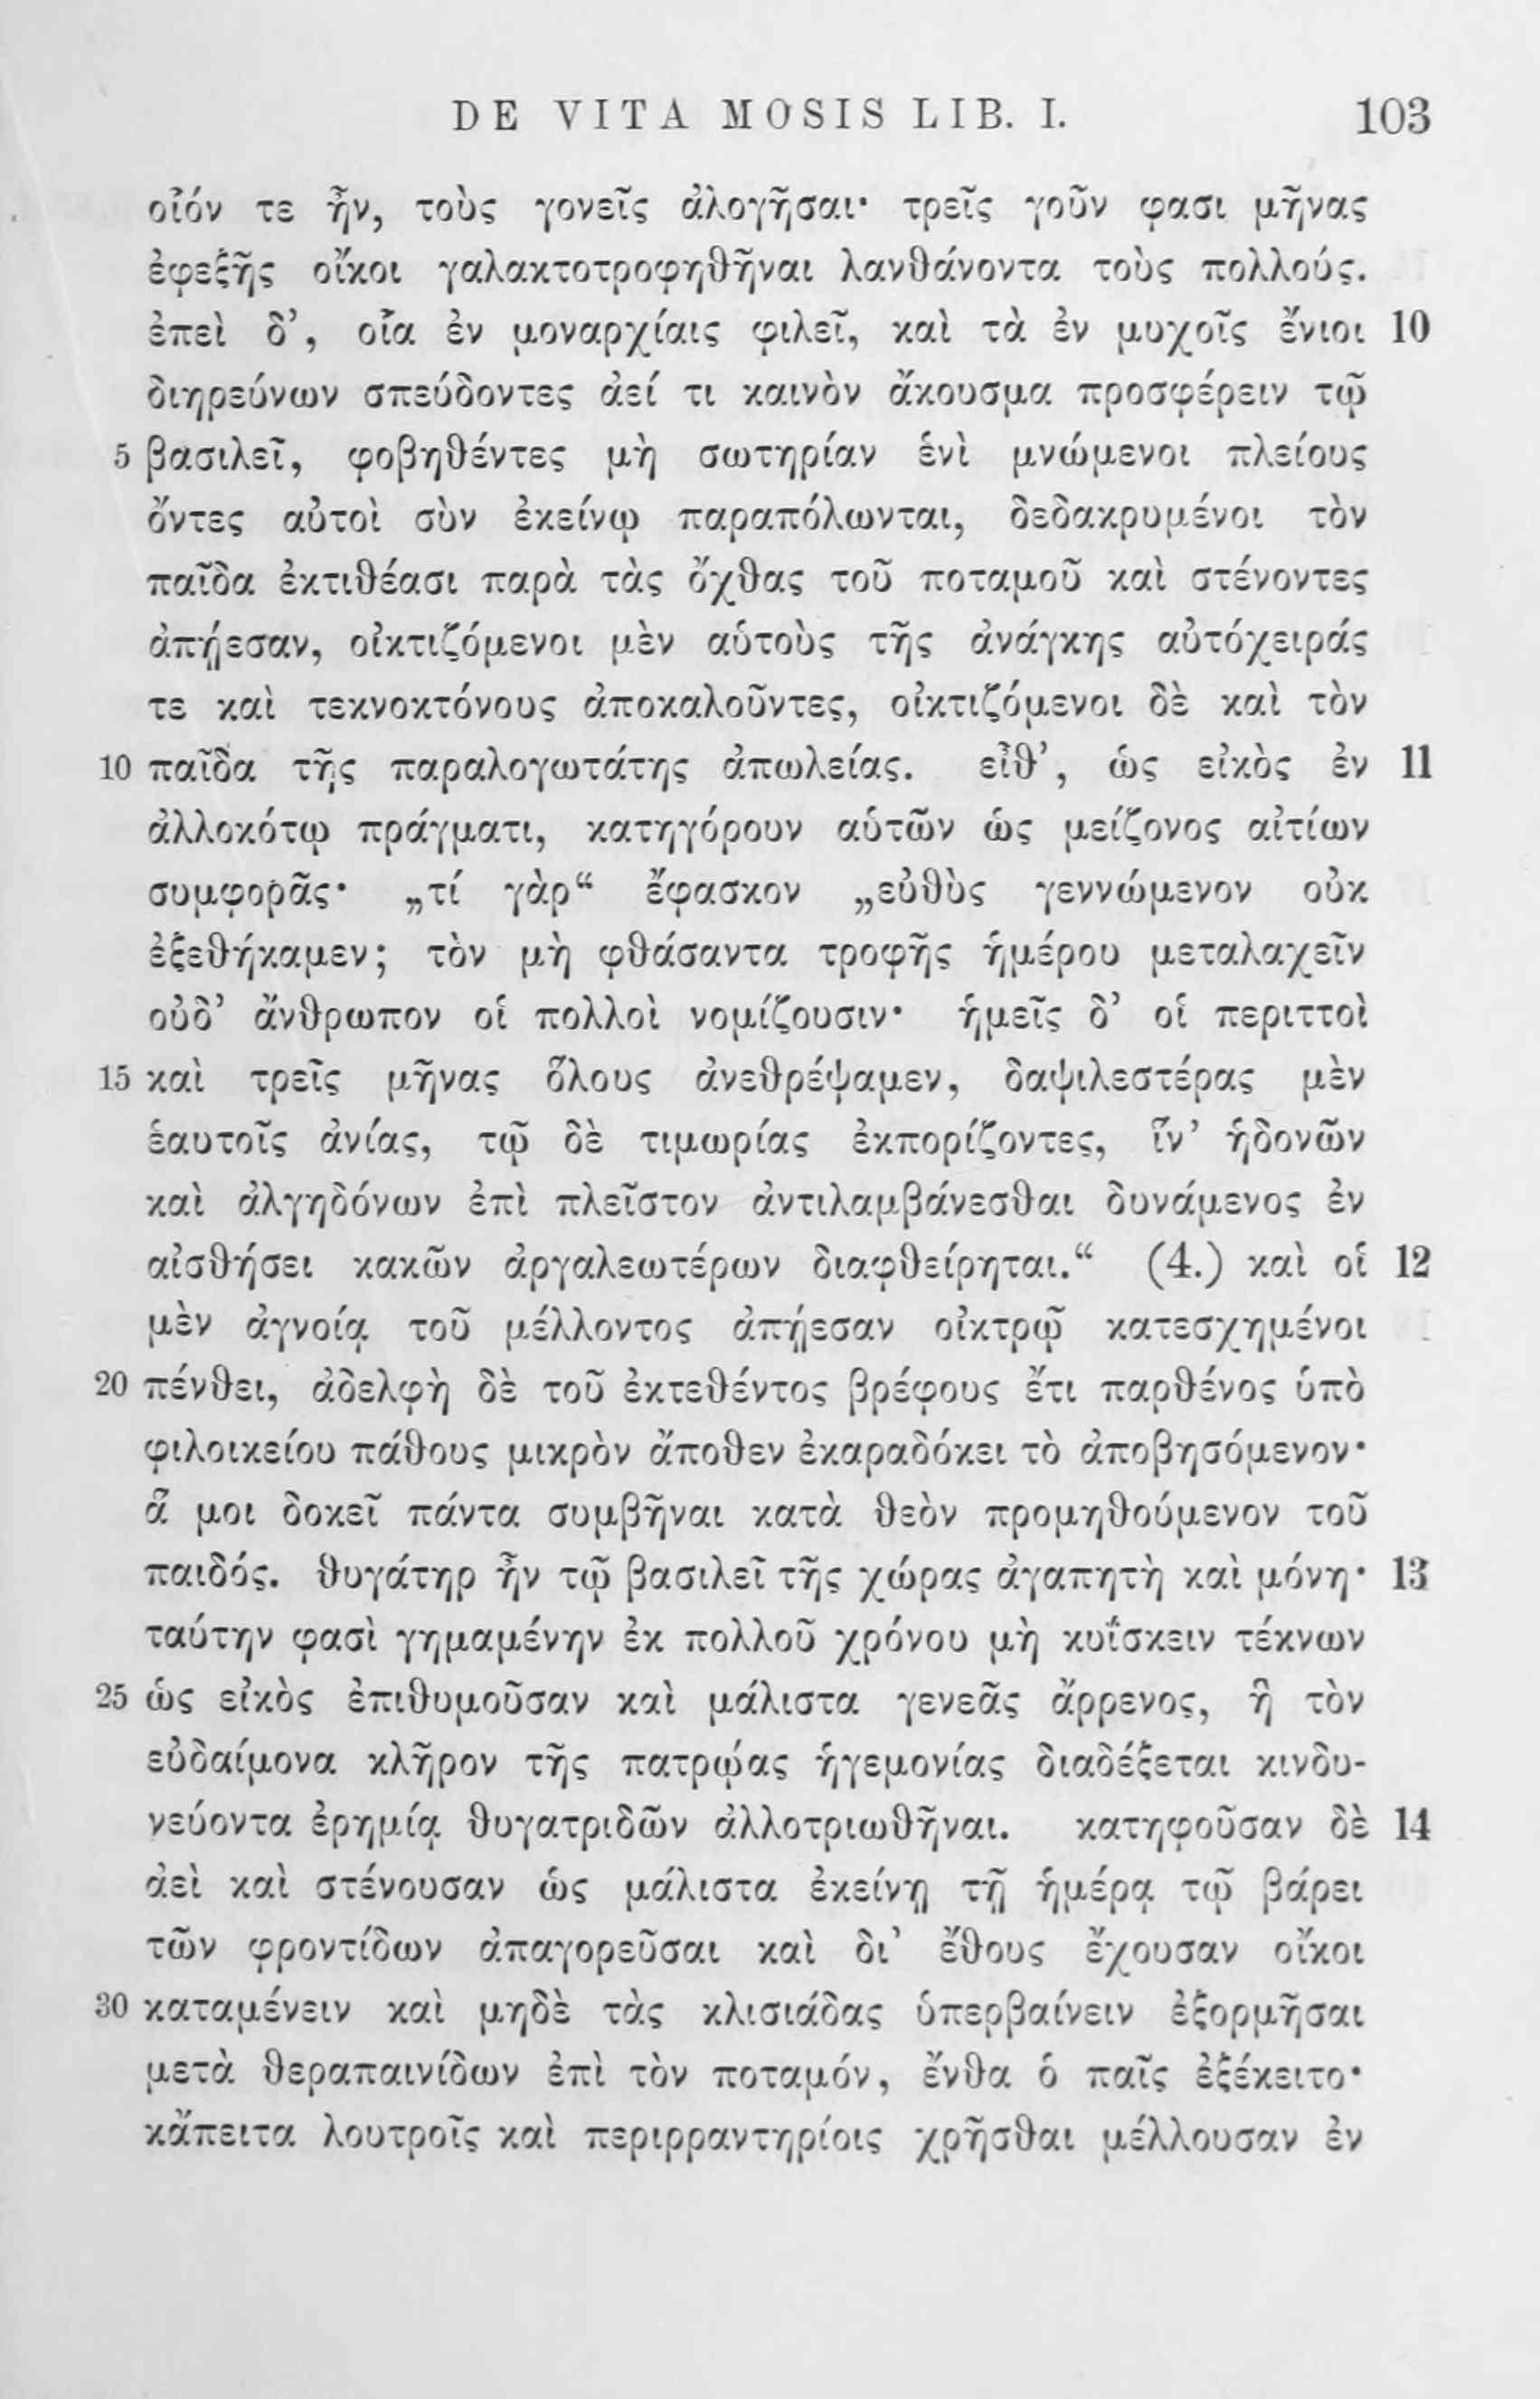 DE VITA MOSIS LIB. I. 103
οἷόν τε ἦν, τοὺς γονεῖς ἀλογῆσαι· τρεῖς γοῦν φασι μῆνας
ἐφεξῆς οἴκοι γαλακτοτροφηθῆναι λανθάνοντα τοὺς πολλούς.
ἐπεὶ δ’, οἷα ἐν μοναρχίαις φιλεῖ, καὶ τὰ ἐν μυχοῖς ἔνιοι 10
διηρεύνων σπεύδοντες ἀεί τι καινὸν ἄκουσμα προσφέρειν τῷ
5 βασιλεῖ, φοβηθέντες μὴ σωτηρίαν ἑνὶ μνώμενοι πλείους
ὄντες αὐτοὶ σὺν ἐκείνῳ παραπόλωνται, δεδακρυμένοι τὸν
παῖδα ἐκτιθέασι παρὰ τὰς ὄχθας τοῦ ποταμοῦ καὶ στένοντες
ἀπῄεσαν, οἰκτιζόμενοι μὲν αὑτοὺς τῆς ἀνάγκης αὐτόχειράς
τε καὶ τεκνοκτόνους ἀποκαλοῦντες, οἰκτιζόμενοι δὲ καὶ τὸν
10 παῖδα τῆς παραλογωτάτης ἀπωλείας. εἶθ’, ὡς εἰκὸς ἐν 11
ἀλλοκότῳ πράγματι, κατηγόρουν αὑτῶν ὡς μείζονος αἰτίων
συμφορᾶς· „τί γὰρ“ ἔφασκον „εὐθὺς γεννώμενον οὐκ
ἐξεθήκαμεν; τὸν μὴ φθάσαντα τροφῆς ἡμέρου μεταλαχεῖν
οὐδ’ ἄνθρωπον οἱ πολλοὶ νομίζουσιν· ἡμεῖς δ’ οἱ περιττοὶ
15 καὶ τρεῖς μῆνας ὅλους ἀνεθρέψαμεν, δαψιλεστέρας μὲν
ἑαυτοῖς ἀνίας, τῷ δὲ τιμωρίας ἐκπορίζοντες, ἵν’ ἡδονῶν
καὶ ἀλγηδόνων ἐπὶ πλεῖστον ἀντιλαμβάνεσθαι δυνάμενος ἐν
αἰσθήσει κακῶν ἀργαλεωτέρων διαφθείρηται.“ (4.) καὶ οἱ 12
μὲν ἀγνοίᾳ τοῦ μέλλοντος ἀπῄεσαν οἰκτρῷ κατεσχημένοι
20 πένθει, ἀδελφὴ δὲ τοῦ ἐκτεθέντος βρέφους ἔτι παρθένος ὑπὸ
φιλοικείου πάθους μικρὸν ἄποθεν ἐκαραδόκει τὸ ἀποβησόμενον·
ἅ μοι δοκεῖ πάντα συμβῆναι κατὰ θεὸν προμηθούμενον τοῦ
παιδός. θυγάτηρ ἦν τῷ βασιλεῖ τῆς χώρας ἀγαπητὴ καὶ μόνη· 13
ταύτην φασὶ γημαμένην ἐκ πολλοῦ χρόνου μὴ κυΐσκειν τέκνων
25 ὡς εἰκὸς ἐπιθυμοῦσαν καὶ μάλιστα γενεᾶς ἄρρενος, ἣ τὸν
εὐδαίμονα κλῆρον τῆς πατρῴας ἡγεμονίας διαδέξεται κινδυ-
νεύοντα ἐρημίᾳ θυγατριδῶν ἀλλοτριωθῆναι. κατηφοῦσαν δὲ 14
ἀεὶ καὶ στένουσαν ὡς μάλιστα ἐκείνῃ τῇ ἡμέρᾳ τῷ βάρει
τῶν φροντίδων ἀπαγορεῦσαι καὶ δι’ ἔθους ἔχουσαν οἴκοι
30 καταμένειν καὶ μηδὲ τὰς κλισιάδας ὑπερβαίνειν ἐξορμῆσαι
μετὰ θεραπαινίδων ἐπὶ τὸν ποταμόν, ἔνθα ὁ παῖς ἐξέκειτο·
κἄπειτα λουτροῖς καὶ περιρραντηρίοις χρῆσθαι μέλλουσαν ἐν